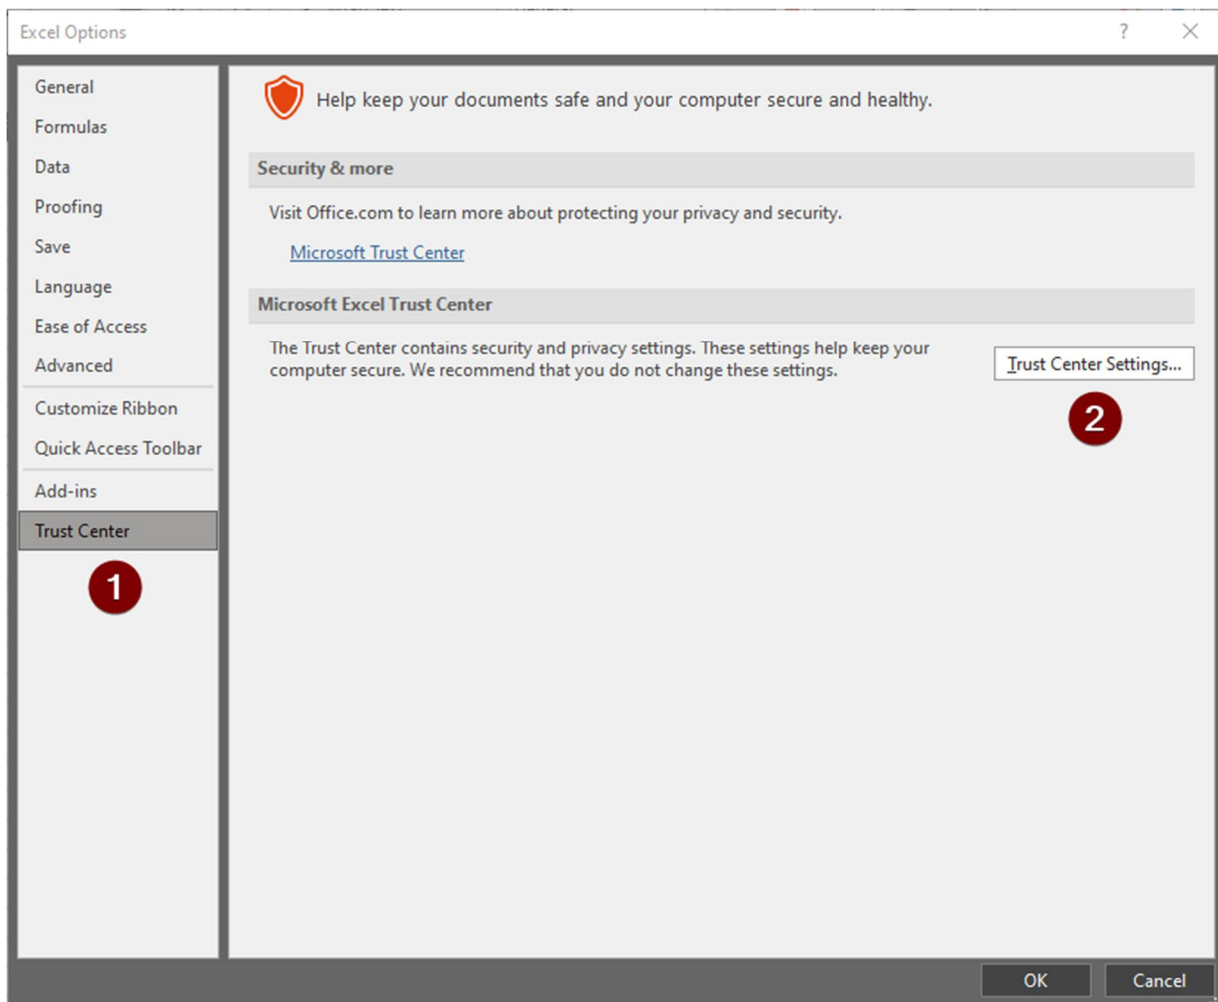 Excel Options
?
General
Formulas
Data
Proofing
Save
Language
Ease of Access
Advanced
Customize Ribbon
Quick Access Toolbar
Add-ins
Trust Center
1
Help keep your documents safe and your computer secure and healthy.
Security & more
Visit Office.com to learn more about protecting your privacy and security.
Microsoft Trust Center
Microsoft Excel Trust Center
The Trust Center contains security and privacy settings. These settings help keep your
computer secure. We recommend that you do not change these settings.
Trust Center Settings...
2
OK
Cancel